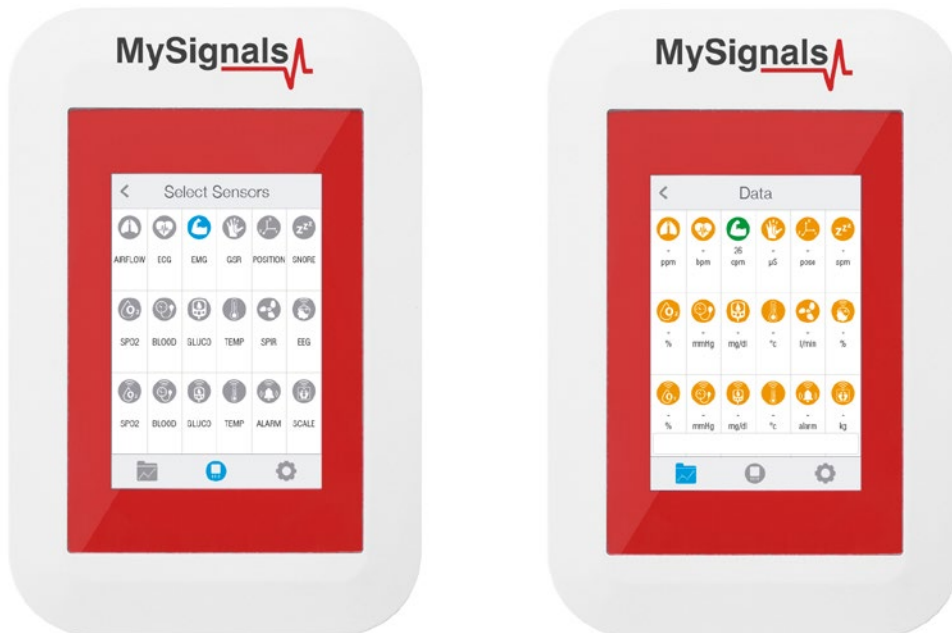 MySignals
Select Sensors
AIRFLOW ECG EMG GSR POSITION SNORE
SPO2 BLOOD GLUCO TEMP SPIR EEG
SPO2 BLOOD GLUCO TEMP ALARM SCALE
MySignals
Data
- - 26 - - -
ppm bpm cpm µS pose spm
- - - - - -
% mmHg mg/dl °c l/min %
- - - - - -
% mmHg mg/dl °c alarm kg